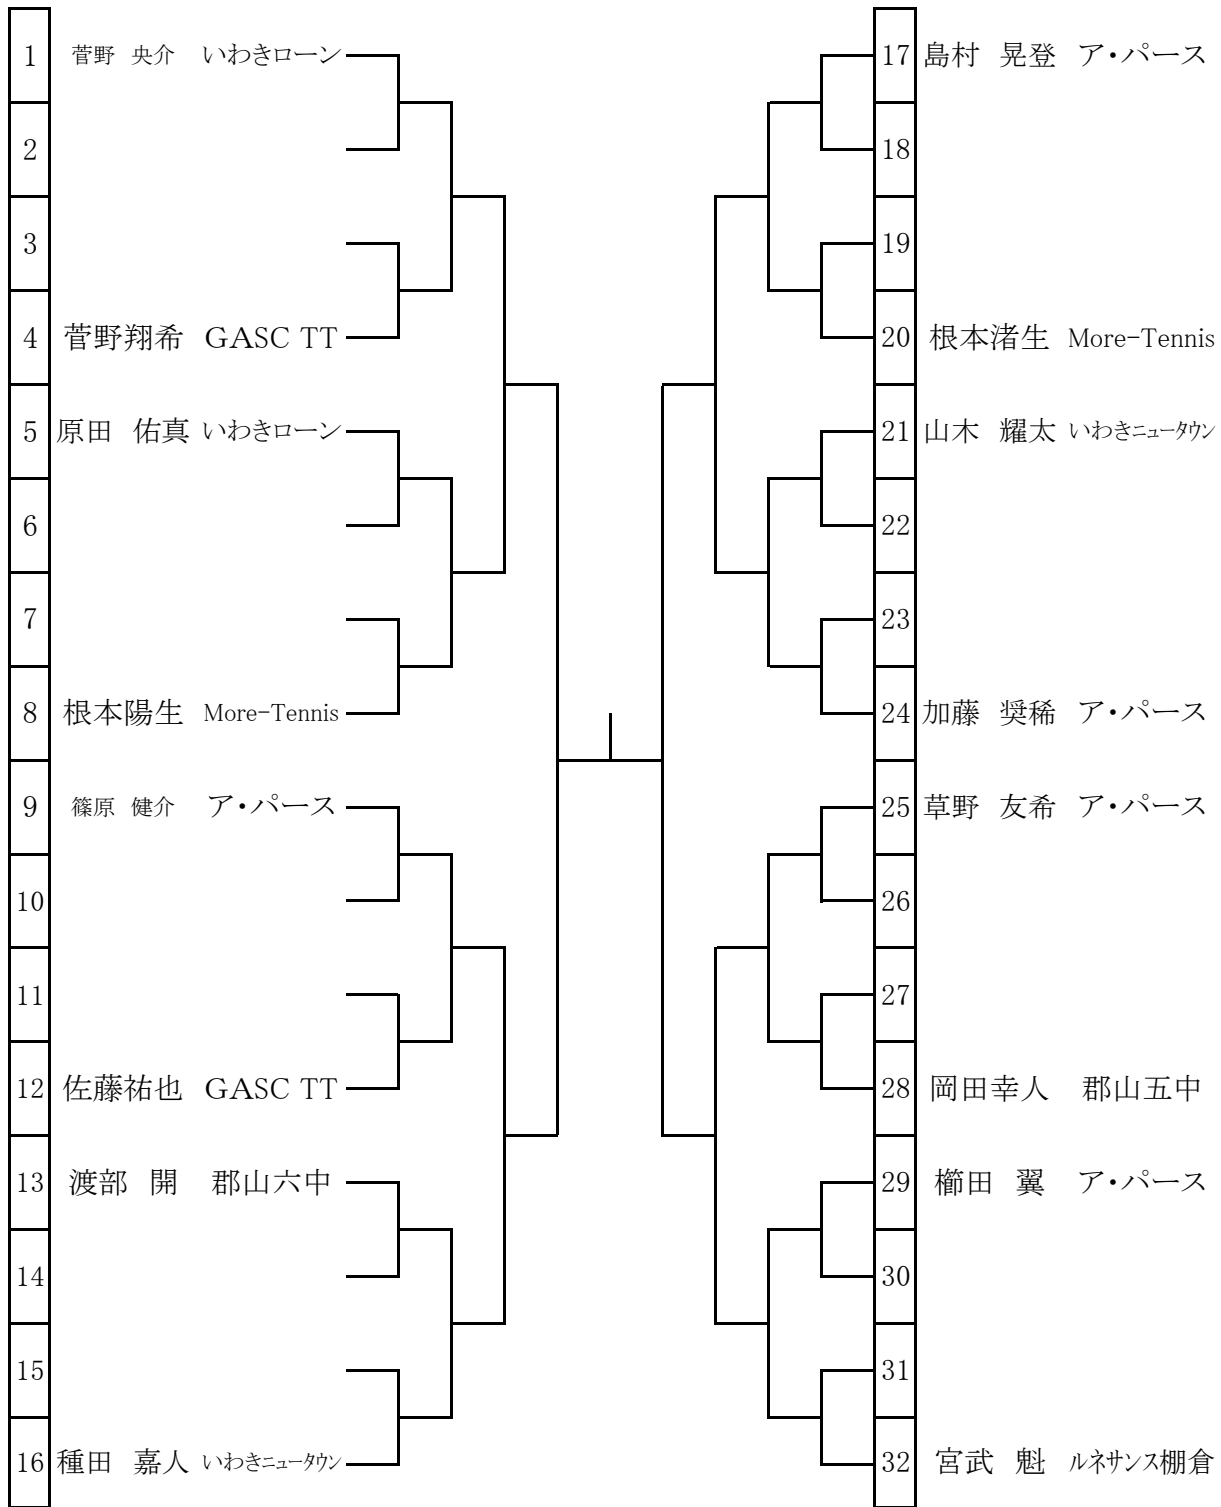 1 菅野 央介 いわきローン
2
3
4 菅野翔希 GASC TT
5 原田 佑真 いわきローン
6
7
8 根本陽生 More-Tennis
9 篠原 健介 ア・パース
10
11
12 佐藤祐也 GASC TT
13 渡部 開 郡山六中
14
15
16 種田 嘉人 いわきニュータウン
17 島村 晃登 ア・パース
18
19
20 根本渚生 More-Tennis
21 山木 耀太 いわきニュータウン
22
23
24 加藤 奨稀 ア・パース
25 草野 友希 ア・パース
26
27
28 岡田幸人 郡山五中
29 櫛田 翼 ア・パース
30
31
32 宮武 魁 ルネサンス棚倉